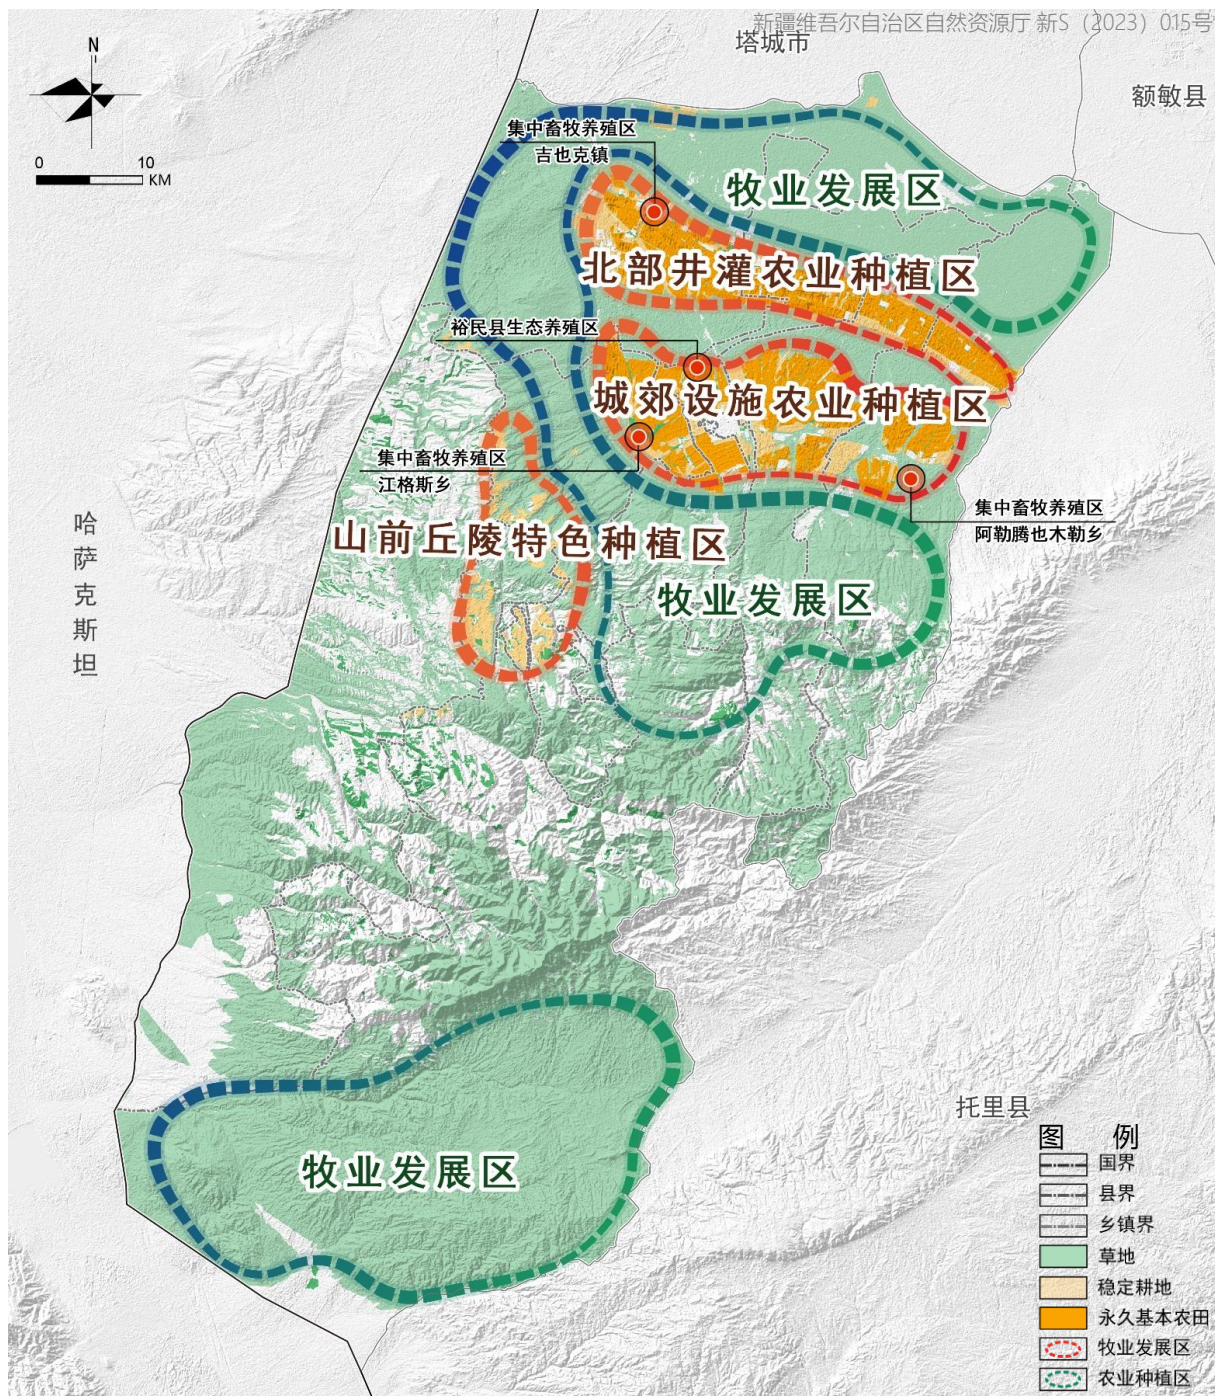 新疆维吾尔自治区自然资源厅 新S（2023）015号
塔城市
额敏县
N
0 10
KM
集中畜牧养殖区
吉也克镇
牧业发展区
北部井灌农业种植区
裕民县生态养殖区
城郊设施农业种植区
集中畜牧养殖区
江格斯乡
集中畜牧养殖区
阿勒腾也木勒乡
山前丘陵特色种植区
哈萨克斯坦
牧业发展区
牧业发展区
托里县
图 例
国界
县界
乡镇界
草地
稳定耕地
永久基本农田
牧业发展区
农业种植区